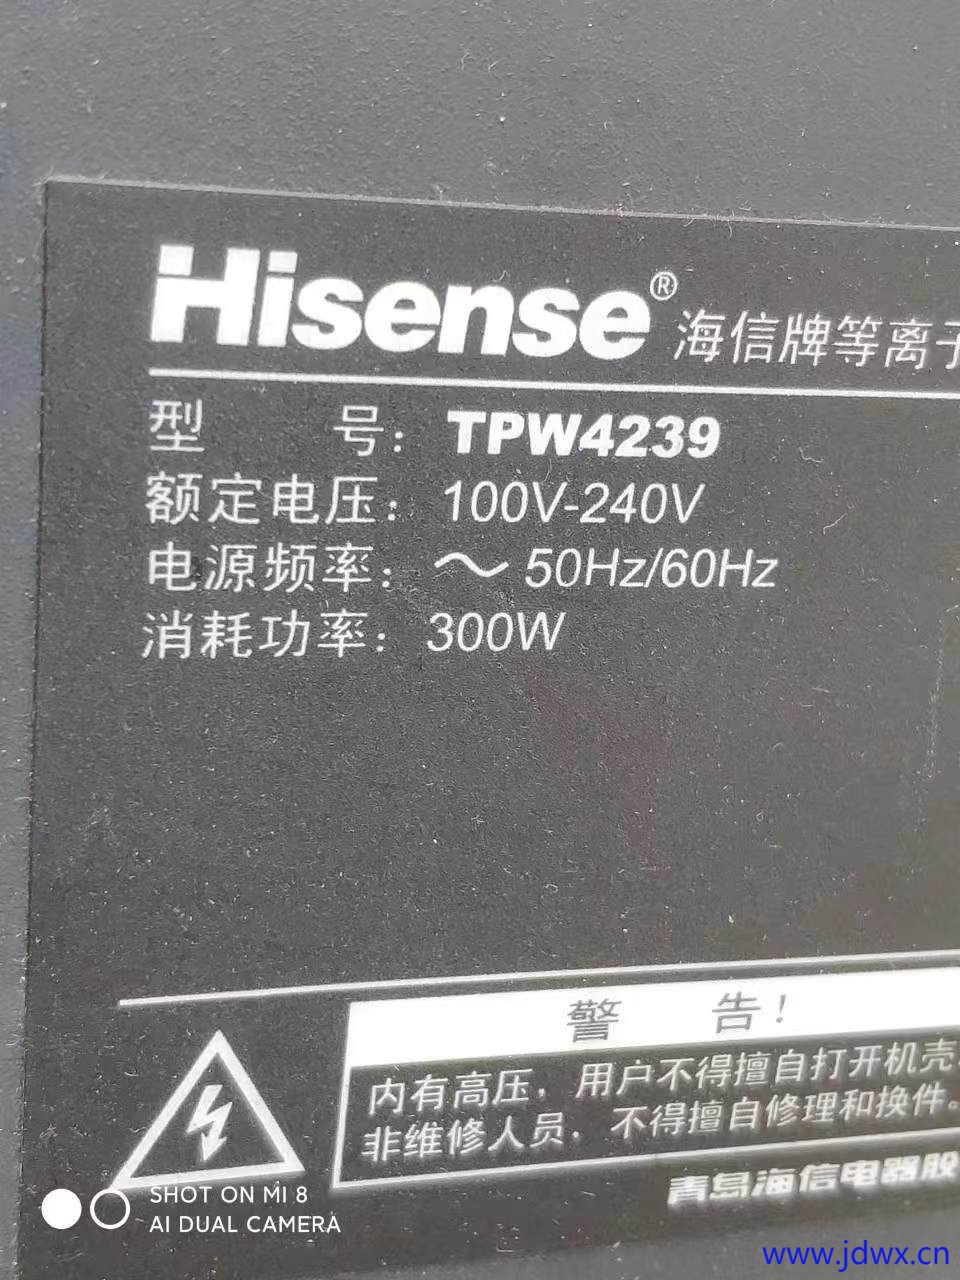 Hisense® 海信牌等离子
型 号: TPW4239
额定电压: 100V-240V
电源频率: ～ 50Hz/60Hz
消耗功率: 300W
警 告!
内有高压，用户不得擅自打开机壳.
非维修人员，不得擅自修理和换件。
青岛海信电器股
SHOT ON MI 8
AI DUAL CAMERA
www.jdwx.cn